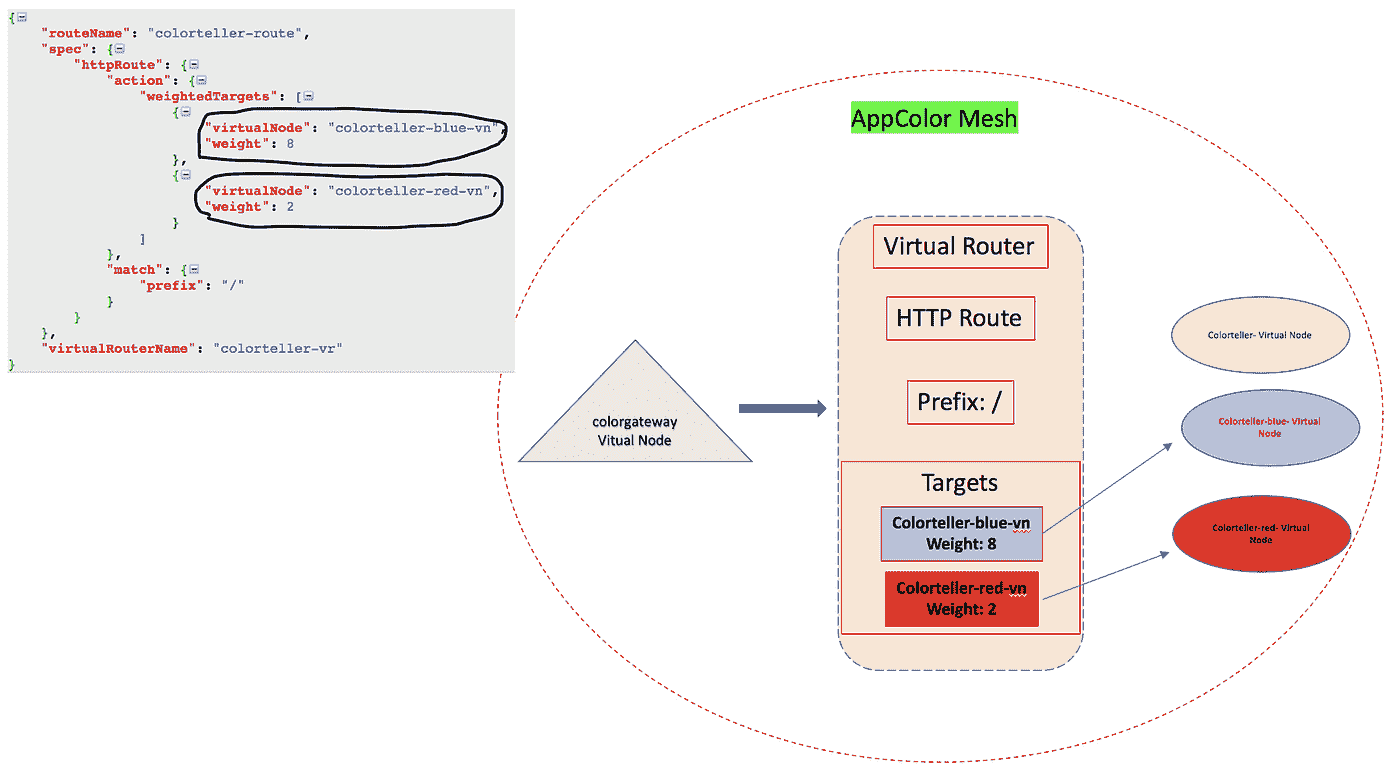 {
"routeName": "colorteller-route",
"spec": {
"httpRoute": {
"action": {
"weightedTargets": [
{
"virtualNode": "colorteller-blue-vn",
"weight": 8
},
{
"virtualNode": "colorteller-red-vn",
"weight": 2
}
]
},
"match": {
"prefix": "/"
}
}
},
"virtualRouterName": "colorteller-vr"
}
AppColor Mesh
colorgateway
Vitual Node
Virtual Router
HTTP Route
Prefix: /
Targets
Colorteller-blue-vn
Weight: 8
Colorteller-red-vn
Weight: 2
Colorteller- Virtual Node
Colorteller-blue- Virtual
Node
Colorteller-red- Virtual
Node